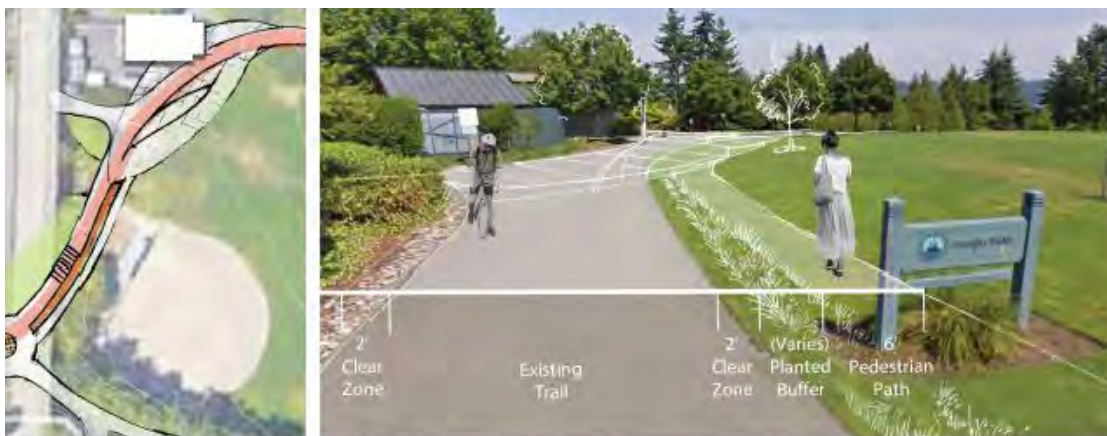 2'
Clear
Zone
Existing
Trail
2'
Clear
Zone
(Varies)
Planted
Buffer
6'
Pedestrian
Path